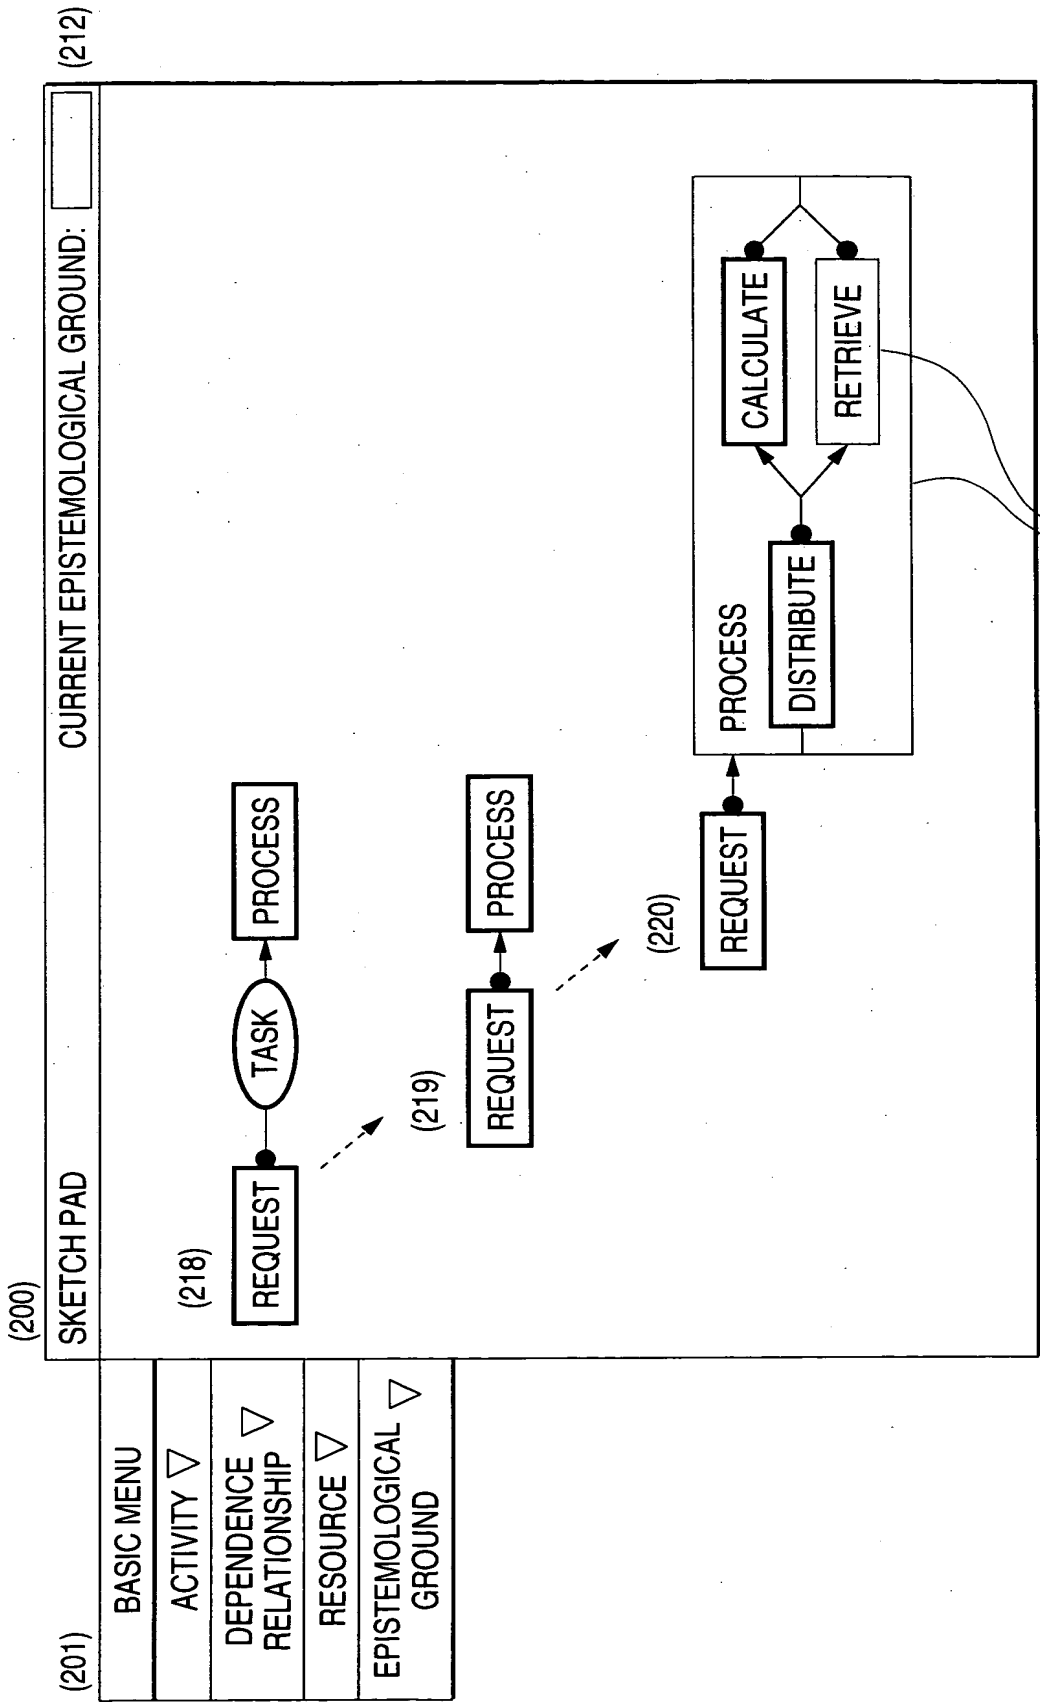 (200)
(201)
(212)
SKETCH PAD
CURRENT EPISTEMOLOGICAL GROUND:
BASIC MENU
ACTIVITY ▽
DEPENDENCE
RELATIONSHIP ▽
RESOURCE ▽
EPISTEMOLOGICAL ▽
GROUND
(218)
REQUEST
TASK
PROCESS
(219)
REQUEST
PROCESS
(220)
REQUEST
PROCESS
DISTRIBUTE
CALCULATE
RETRIEVE